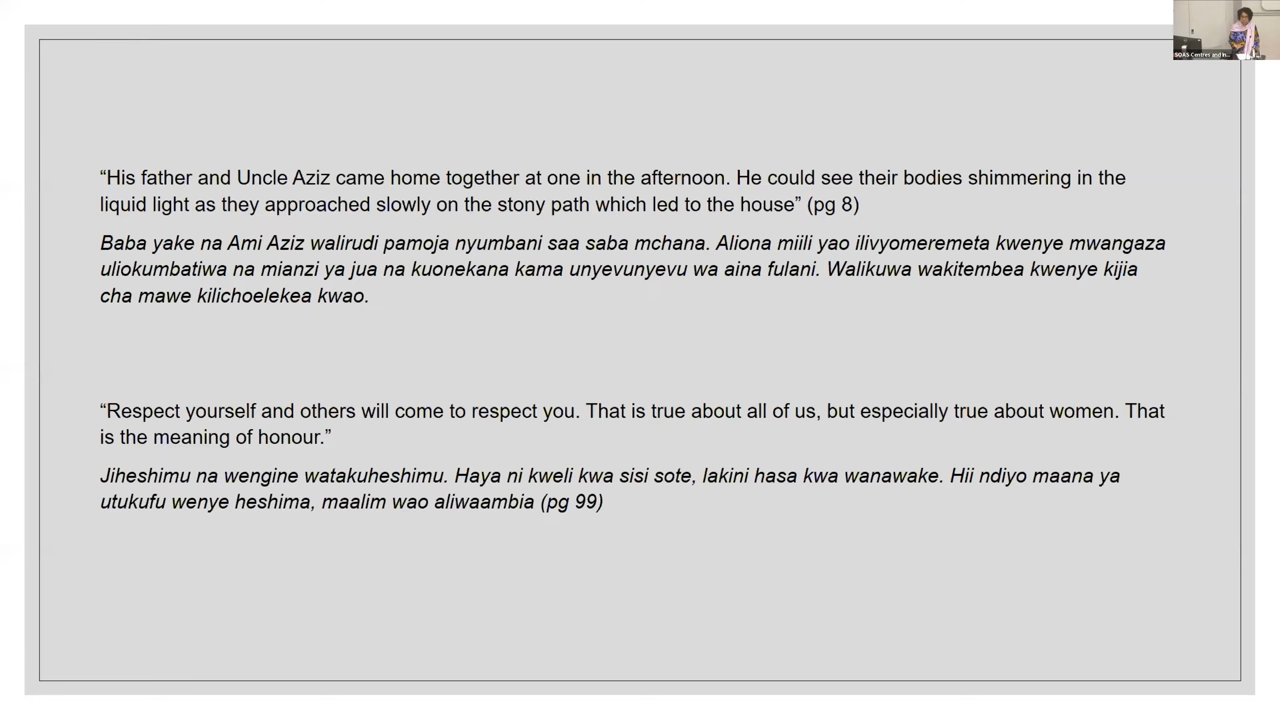 SOAS Centres and In...
“His father and Uncle Aziz came home together at one in the afternoon. He could see their bodies shimmering in the
liquid light as they approached slowly on the stony path which led to the house” (pg 8)
Baba yake na Ami Aziz walirudi pamoja nyumbani saa saba mchana. Aliona miili yao ilivyomeremeta kwenye mwangaza
uliokumbatiwa na mianzi ya jua na kuonekana kama unyevunyevu wa aina fulani. Walikuwa wakitembea kwenye kijia
cha mawe kilichoelekea kwao.
“Respect yourself and others will come to respect you. That is true about all of us, but especially true about women. That
is the meaning of honour.”
Jiheshimu na wengine watakuheshimu. Haya ni kweli kwa sisi sote, lakini hasa kwa wanawake. Hii ndiyo maana ya
utukufu wenye heshima, maalim wao aliwaambia (pg 99)